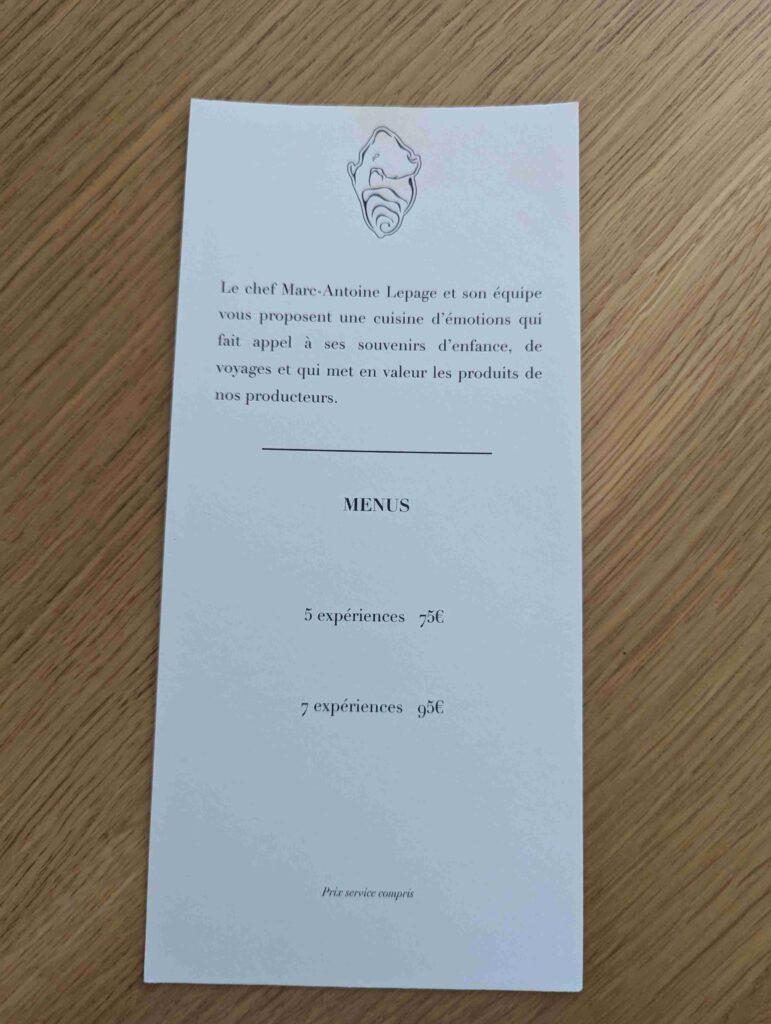 Le chef Marc-Antoine Lepage et son équipe
vous proposent une cuisine d'émotions qui
fait appel à ses souvenirs d'enfance, de
voyages et qui met en valeur les produits de
nos producteurs.
MENUS
5 expériences 75€
7 expériences 95€
Prix service compris